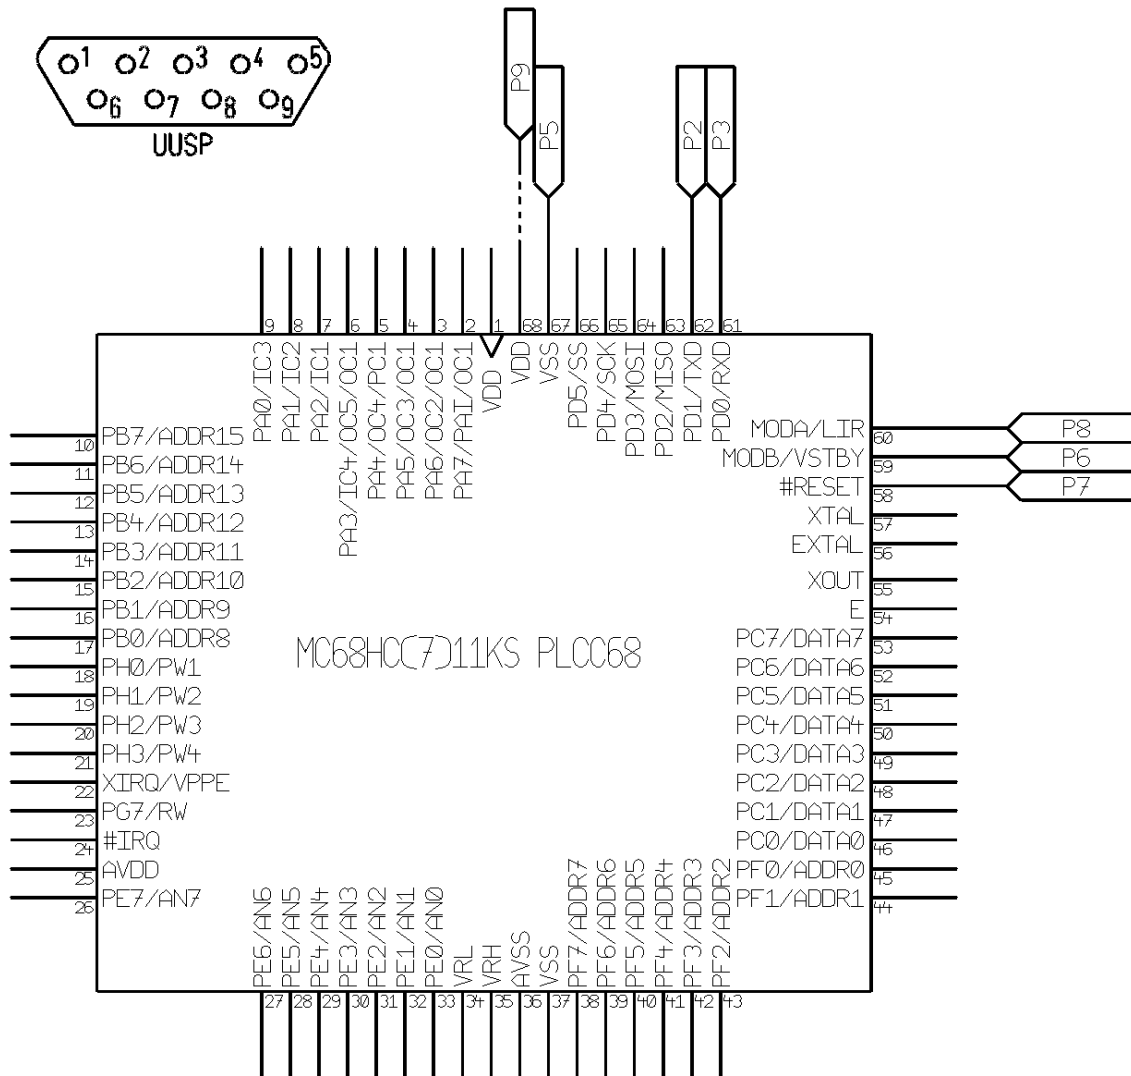 1 2 3 4 5
6 7 8 9
UUSP
P9
P5
P2
P3
9 8 7 6 5 4 3 2 1 68 67 66 65 64 63 62 61
PA0/IC3
PA1/IC2
PA2/IC1
PA3/IC4/OC5/OC1
PA4/OC4/PC1
PA5/OC3/OC1
PA6/OC2/OC1
PA7/PAI/OC1
VDD
VDD
VSS
PD5/SS
PD4/SCK
PD3/MOSI
PD2/MISO
PD1/TXD
PD0/RXD
10 PB7/ADDR15
11 PB6/ADDR14
12 PB5/ADDR13
13 PB4/ADDR12
14 PB3/ADDR11
15 PB2/ADDR10
16 PB1/ADDR9
17 PB0/ADDR8
18 PH0/PW1
19 PH1/PW2
20 PH2/PW3
21 PH3/PW4
22 XIRQ/VPPE
23 PG7/RW
24 #IRQ
25 AVDD
26 PE7/AN7
MC68HC(7)11KS PLCC68
MODA/LIR 60 P8
MODB/VSTBY 59 P6
#RESET 58 P7
XTAL 57
EXTAL 56
XOUT 55
E 54
PC7/DATA7 53
PC6/DATA6 52
PC5/DATA5 51
PC4/DATA4 50
PC3/DATA3 49
PC2/DATA2 48
PC1/DATA1 47
PC0/DATA0 46
PF0/ADDR0 45
PF1/ADDR1 44
PE6/AN6
PE5/AN5
PE4/AN4
PE3/AN3
PE2/AN2
PE1/AN1
PE0/AN0
VRL
VRH
AVSS
VSS
PF7/ADDR7
PF6/ADDR6
PF5/ADDR5
PF4/ADDR4
PF3/ADDR3
PF2/ADDR2
27 28 29 30 31 32 33 34 35 36 37 38 39 40 41 42 43